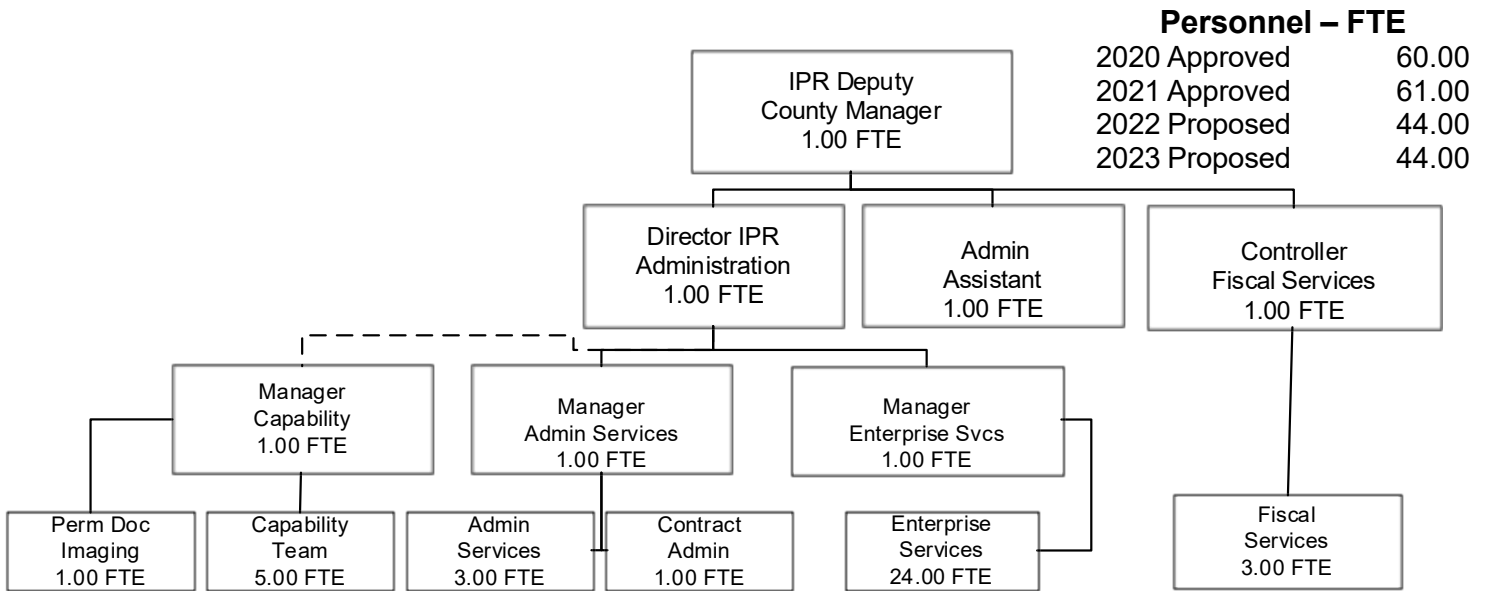 Personnel – FTE
2020 Approved 60.00
2021 Approved 61.00
2022 Proposed 44.00
2023 Proposed 44.00
IPR Deputy
County Manager
1.00 FTE
Director IPR
Administration
1.00 FTE
Admin
Assistant
1.00 FTE
Controller
Fiscal Services
1.00 FTE
Manager
Capability
1.00 FTE
Manager
Admin Services
1.00 FTE
Manager
Enterprise Svcs
1.00 FTE
Perm Doc
Imaging
1.00 FTE
Capability
Team
5.00 FTE
Admin
Services
3.00 FTE
Contract
Admin
1.00 FTE
Enterprise
Services
24.00 FTE
Fiscal
Services
3.00 FTE